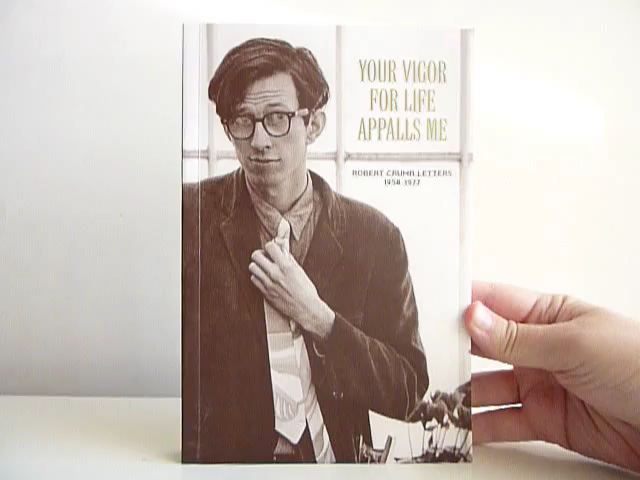 YOUR VIGOR
FOR LIFE
APPALLS ME
ROBERT CRUMB LETTERS
1958-1977